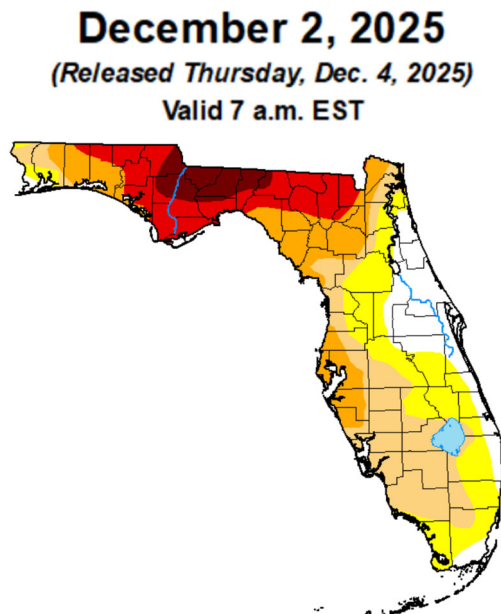 December 2, 2025
(Released Thursday, Dec. 4, 2025)
Valid 7 a.m. EST